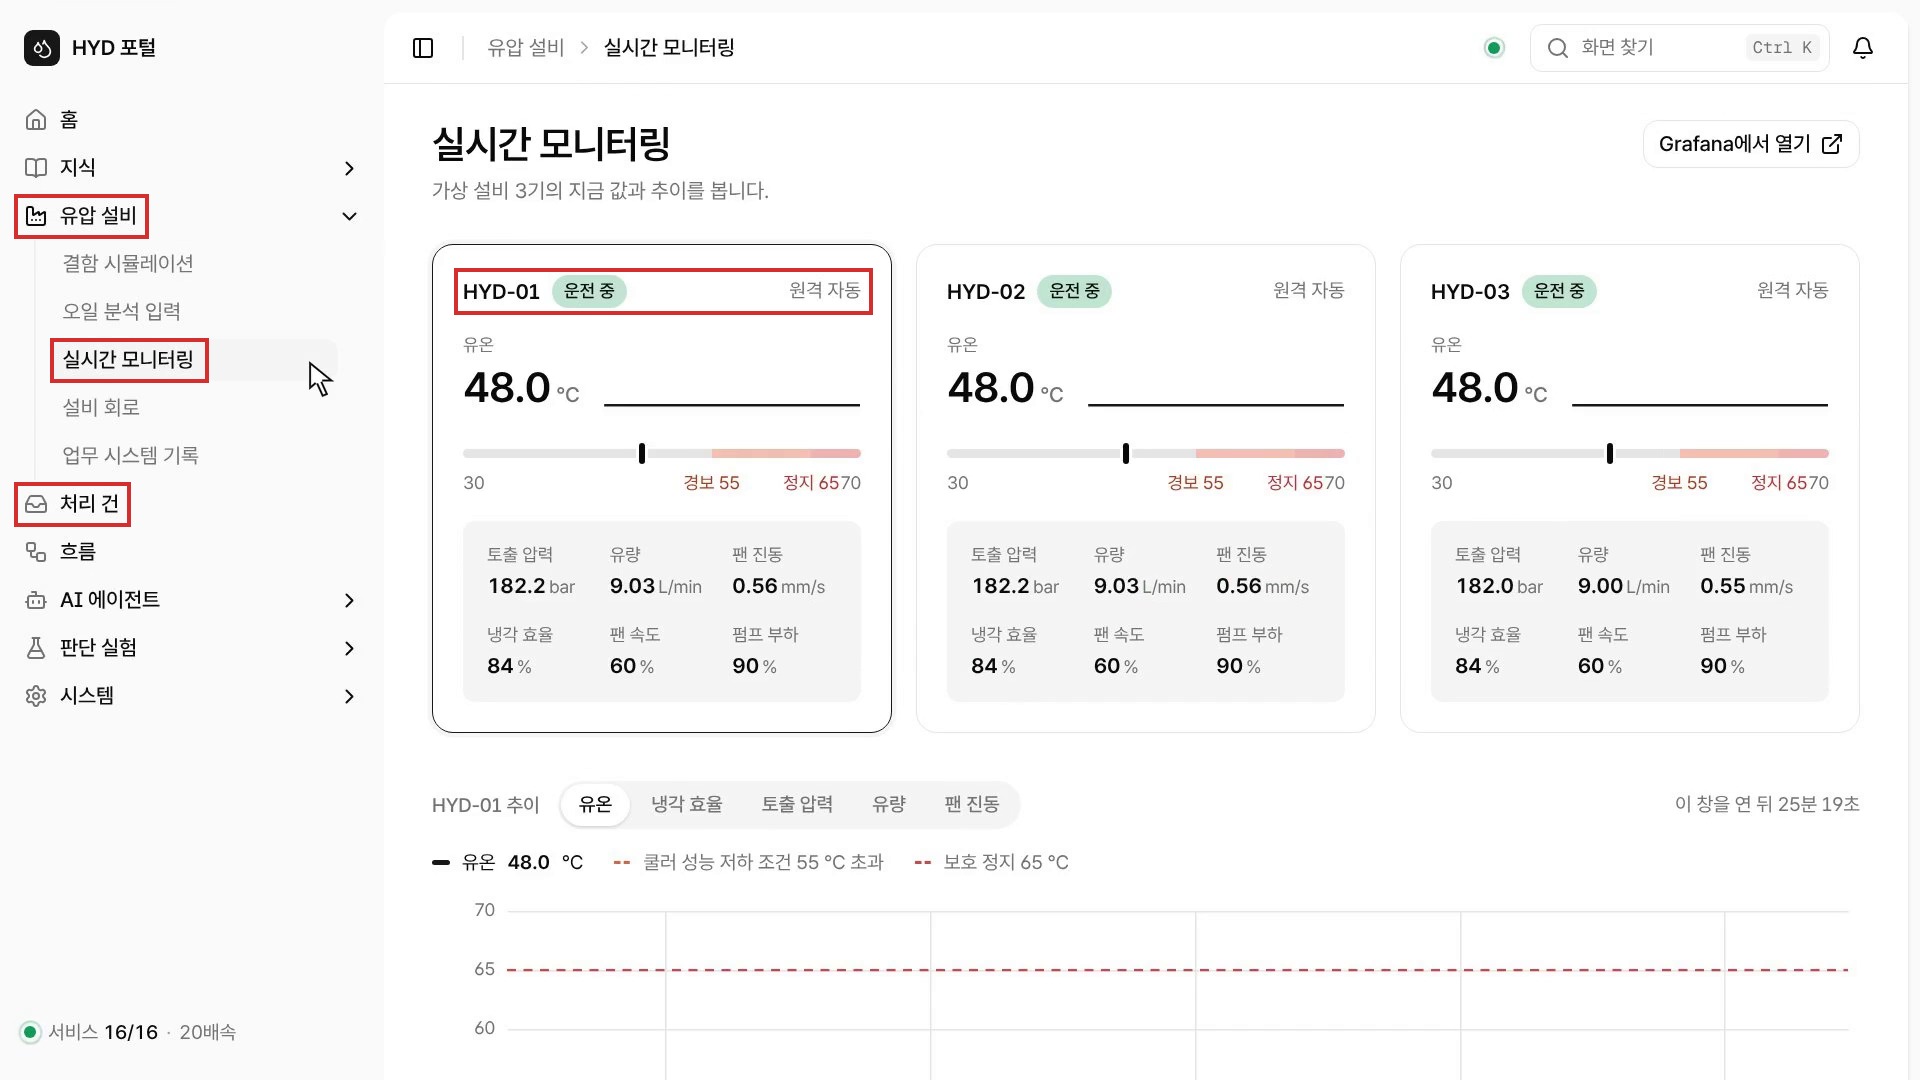 HYD 포털
홈
지식
유압 설비
결함 시뮬레이션
오일 분석 입력
실시간 모니터링
설비 회로
업무 시스템 기록
처리 건
흐름
AI 에이전트
판단 실험
시스템
서비스 16/16 · 20배속
유압 설비 > 실시간 모니터링
화면 찾기 Ctrl K
실시간 모니터링
Grafana에서 열기
가상 설비 3기의 지금 값과 추이를 봅니다.
HYD-01 운전 중 원격 자동
유온
48.0 °C
30 경보 55 정지 65 70
토출 압력 유량 팬 진동
182.2 bar 9.03 L/min 0.56 mm/s
냉각 효율 팬 속도 펌프 부하
84 % 60 % 90 %
HYD-02 운전 중 원격 자동
유온
48.0 °C
30 경보 55 정지 65 70
토출 압력 유량 팬 진동
182.2 bar 9.03 L/min 0.56 mm/s
냉각 효율 팬 속도 펌프 부하
84 % 60 % 90 %
HYD-03 운전 중 원격 자동
유온
48.0 °C
30 경보 55 정지 65 70
토출 압력 유량 팬 진동
182.0 bar 9.00 L/min 0.55 mm/s
냉각 효율 팬 속도 펌프 부하
84 % 60 % 90 %
HYD-01 추이 유온 냉각 효율 토출 압력 유량 팬 진동 이 창을 연 뒤 25분 19초
유온 48.0 °C 쿨러 성능 저하 조건 55 °C 초과 보호 정지 65 °C
70
65
60